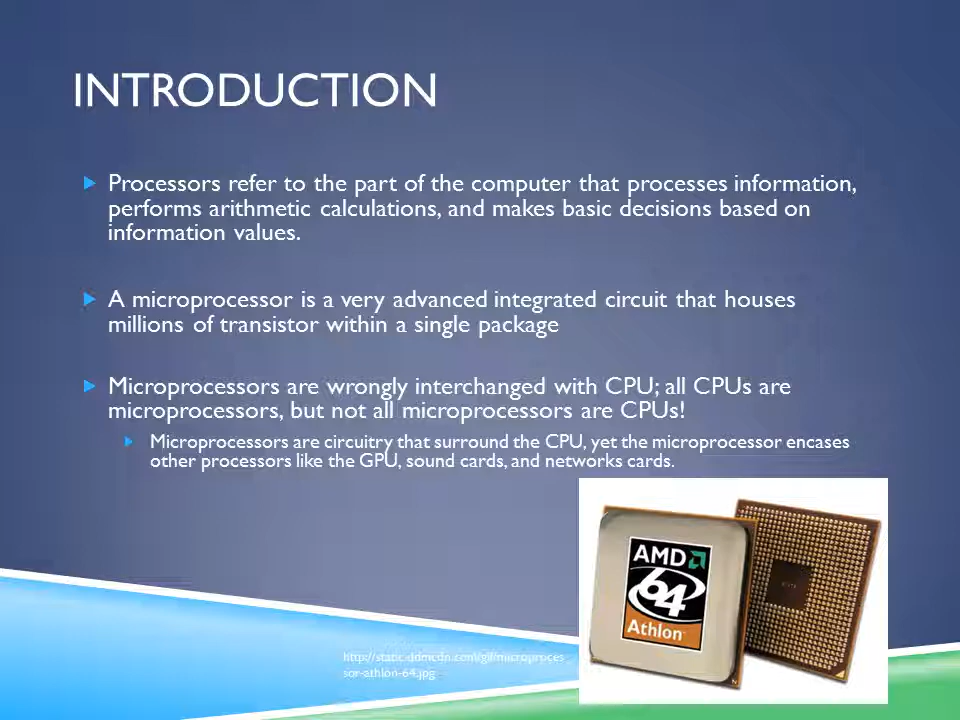 INTRODUCTION
Processors refer to the part of the computer that processes information,
performs arithmetic calculations, and makes basic decisions based on
information values.
A microprocessor is a very advanced integrated circuit that houses
millions of transistor within a single package
Microprocessors are wrongly interchanged with CPU; all CPUs are
microprocessors, but not all microprocessors are CPUs!
Microprocessors are circuitry that surround the CPU, yet the microprocessor encases
other processors like the GPU, sound cards, and networks cards.
AMD
64
Athlon
http://static.ddmcdn.com/gif/microproces
sor-athlon-64.jpg